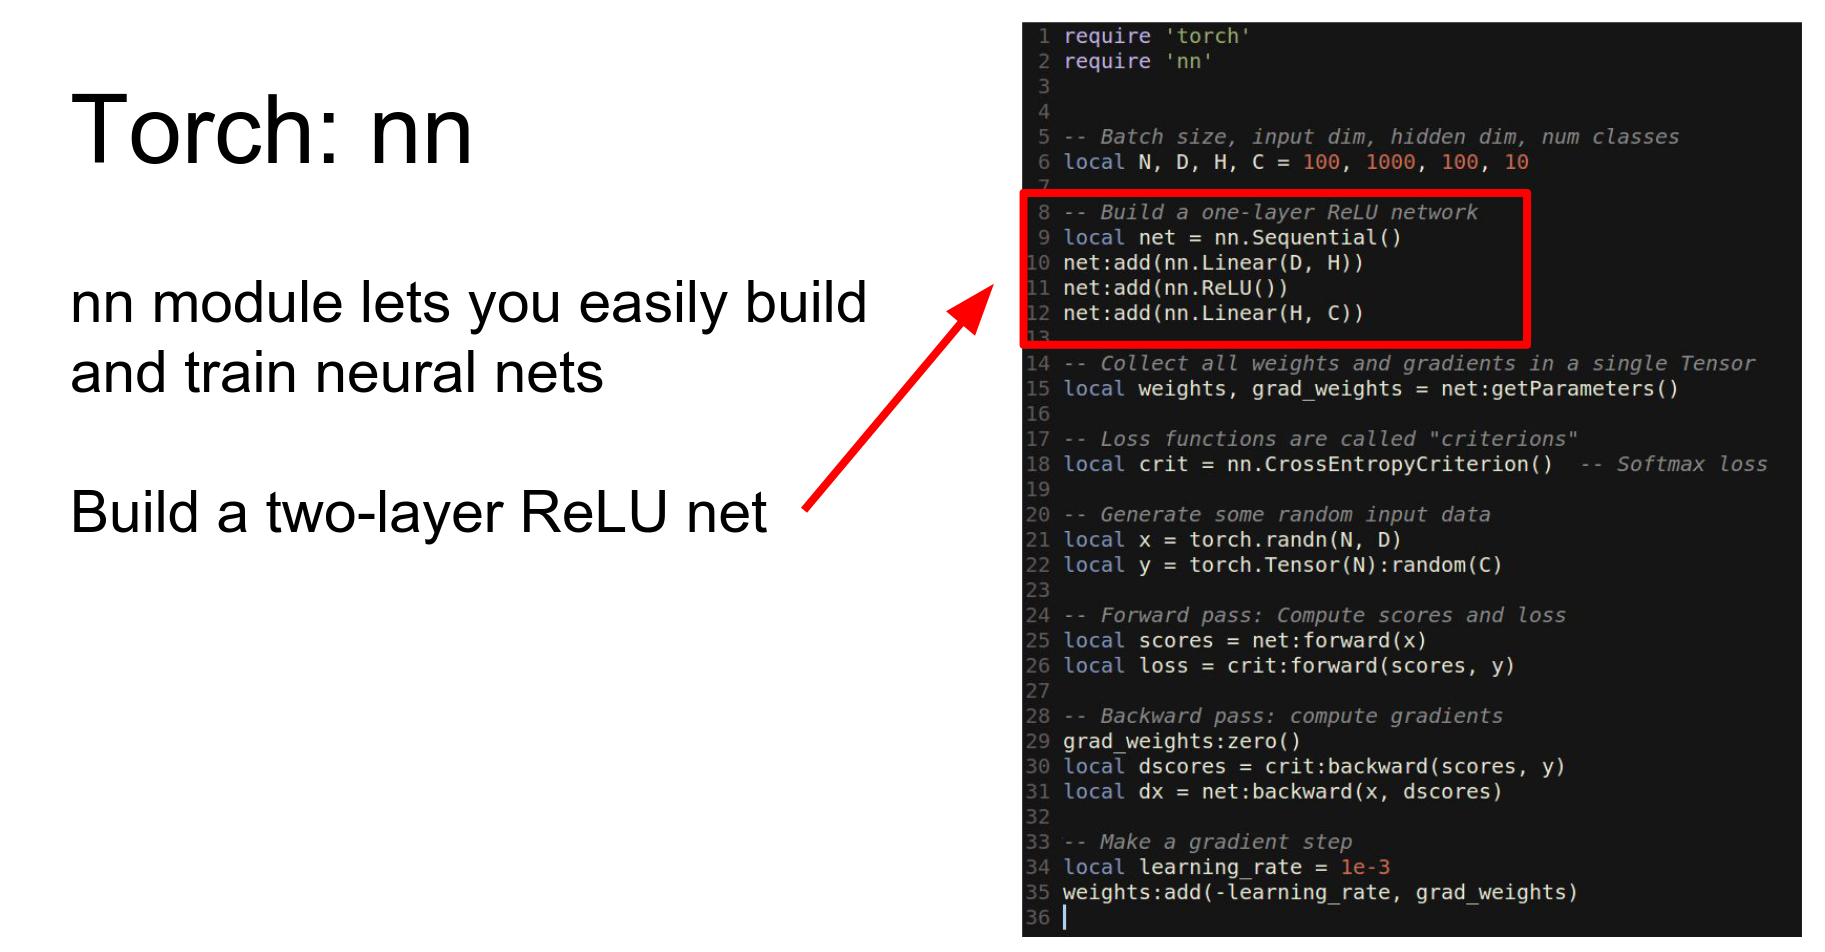 Torch: nn
nn module lets you easily build
and train neural nets
Build a two-layer ReLU net
1 require 'torch'
2 require 'nn'
3
4
5 -- Batch size, input dim, hidden dim, num classes
6 local N, D, H, C = 100, 1000, 100, 10
7
8 -- Build a one-layer ReLU network
9 local net = nn.Sequential()
10 net:add(nn.Linear(D, H))
11 net:add(nn.ReLU())
12 net:add(nn.Linear(H, C))
13
14 -- Collect all weights and gradients in a single Tensor
15 local weights, grad_weights = net:getParameters()
16
17 -- Loss functions are called "criterions"
18 local crit = nn.CrossEntropyCriterion()  -- Softmax loss
19
20 -- Generate some random input data
21 local x = torch.randn(N, D)
22 local y = torch.Tensor(N):random(C)
23
24 -- Forward pass: Compute scores and loss
25 local scores = net:forward(x)
26 local loss = crit:forward(scores, y)
27
28 -- Backward pass: compute gradients
29 grad_weights:zero()
30 local dscores = crit:backward(scores, y)
31 local dx = net:backward(x, dscores)
32
33 -- Make a gradient step
34 local learning_rate = 1e-3
35 weights:add(-learning_rate, grad_weights)
36